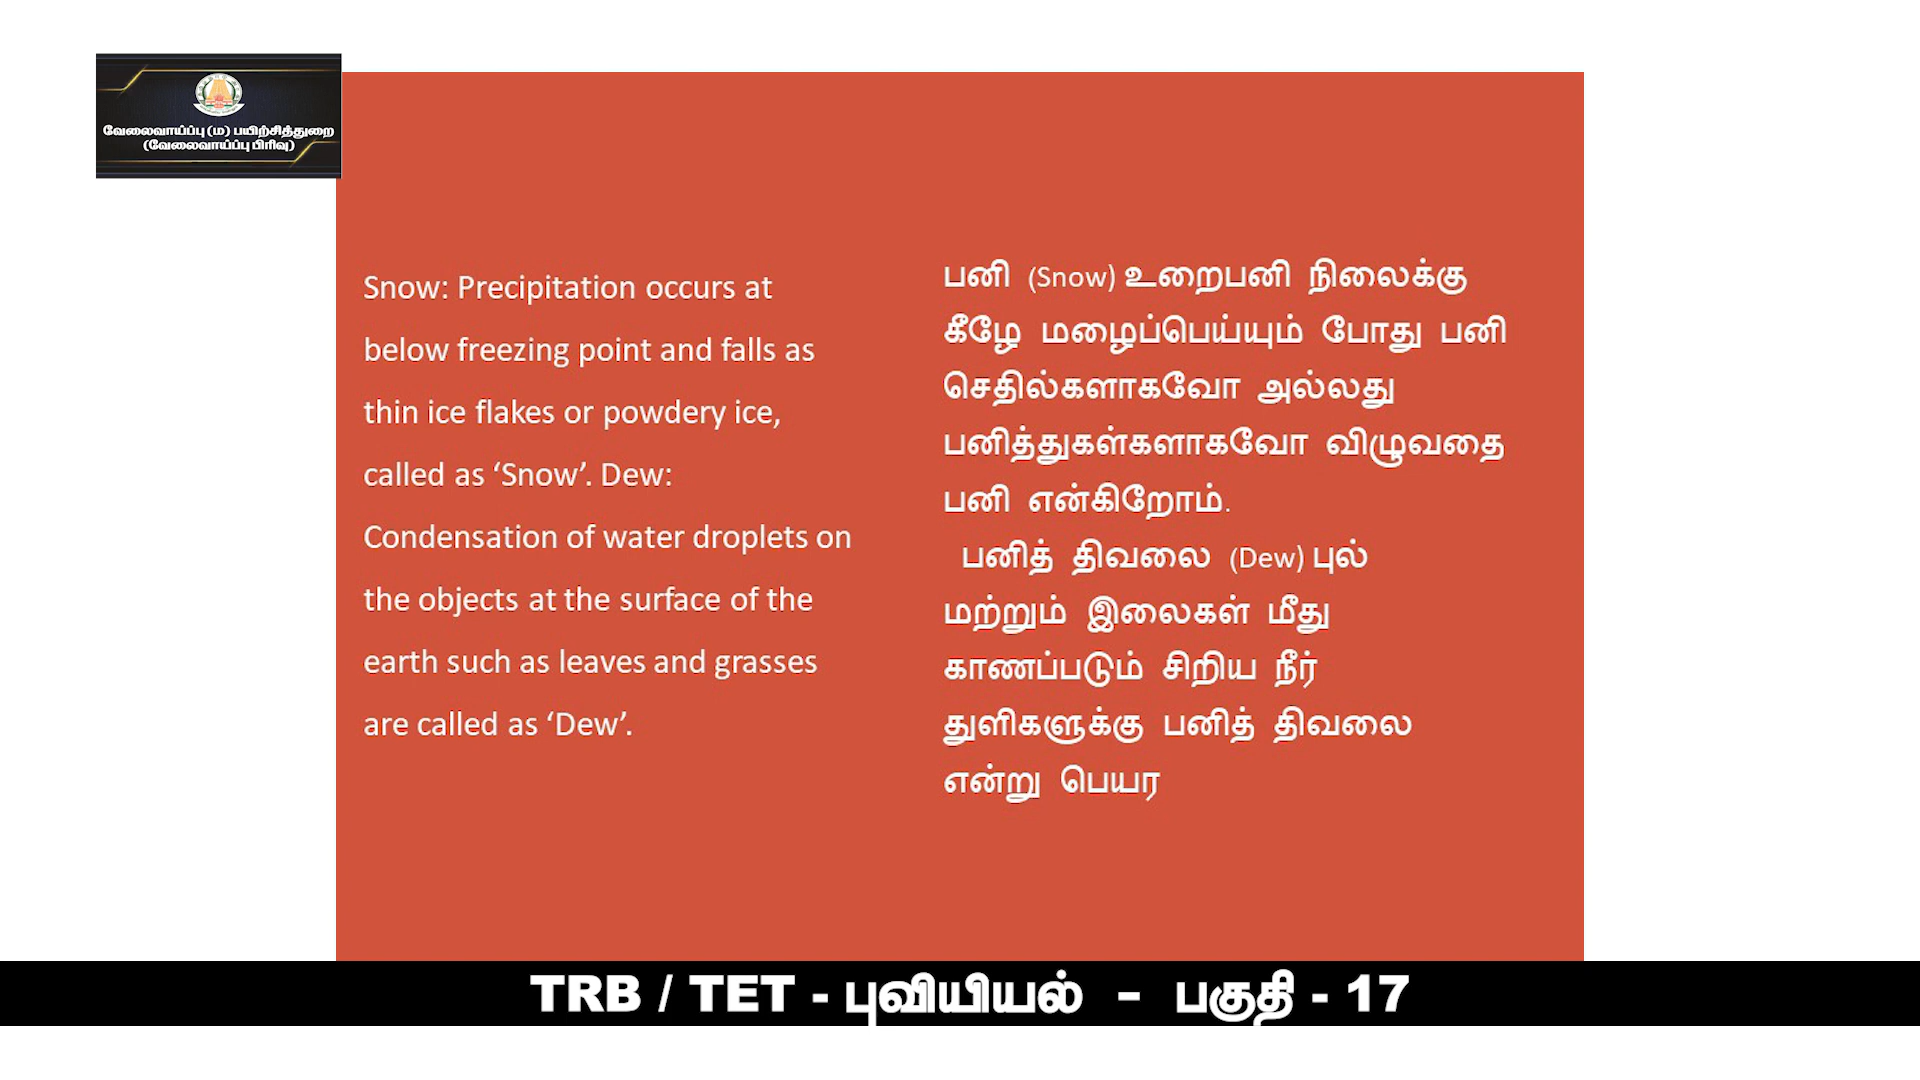 வேலைவாய்ப்பு (ம) பயிற்சித்துறை
(வேலைவாய்ப்பு பிரிவு)
Snow: Precipitation occurs at
below freezing point and falls as
thin ice flakes or powdery ice,
called as ‘Snow’. Dew:
Condensation of water droplets on
the objects at the surface of the
earth such as leaves and grasses
are called as ‘Dew’.
பனி (Snow) உறைபனி நிலைக்கு
கீழே மழைப்பெய்யும் போது பனி
செதில்களாகவோ அல்லது
பனித்துகள்களாகவோ விழுவதை
பனி என்கிறோம்.
பனித் திவலை (Dew) புல்
மற்றும் இலைகள் மீது
காணப்படும் சிறிய நீர்
துளிகளுக்கு பனித் திவலை
என்று பெயர
TRB / TET - புவியியல் - பகுதி - 17